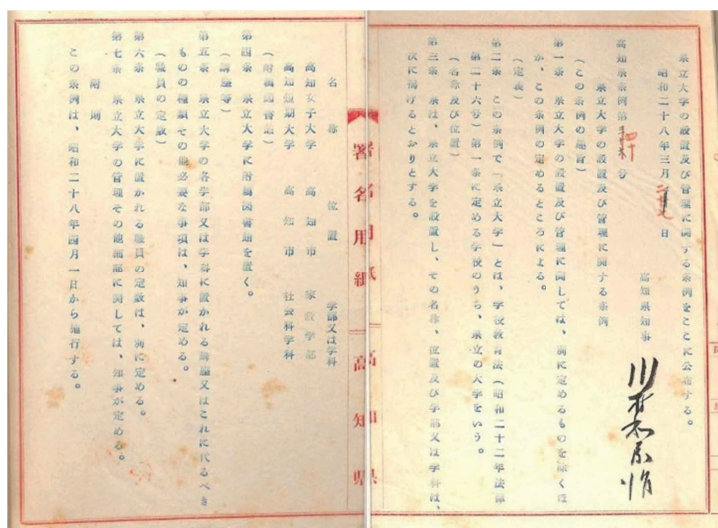 県立大学の設置及び管理に関する条例をここに公布する。
昭和二十八年三月二十 日
高知県知事 川村和嘉治
高知県条例第四十号
県立大学の設置及び管理に関する条例
（この条例の趣旨）
第一条 県立大学の設置及び管理に関しては、別に定めるものを除くほ
か、この条例の定めるところによる。
（定義）
第二条 この条例で「県立大学」とは、学校教育法（昭和二十二年法律
第二十六号）第一条に定める学校のうち、県立の大学をいう。
（名称及び位置）
第三条 県は、県立大学を設置し、その名称、位置及び学部又は学科は、
次に掲げるとおりとする。
名称 位置 学部又は学科
高知女子大学 高知市 家政学部
高知短期大学 高知市 社会科学科
（附属図書館）
第四条 県立大学に附属図書館を置く。
（講座等）
第五条 県立大学の各学部又は学科に置かれる講座又はこれに代るべき
ものの種類その他必要な事項は、知事が定める。
（職員の定数）
第六条 県立大学に置かれる職員の定数は、別に定める。
第七条 県立大学の管理その他細部に関しては、知事が定める。
附則
この条例は、昭和二十八年四月一日から施行する。
署名用紙
高知県